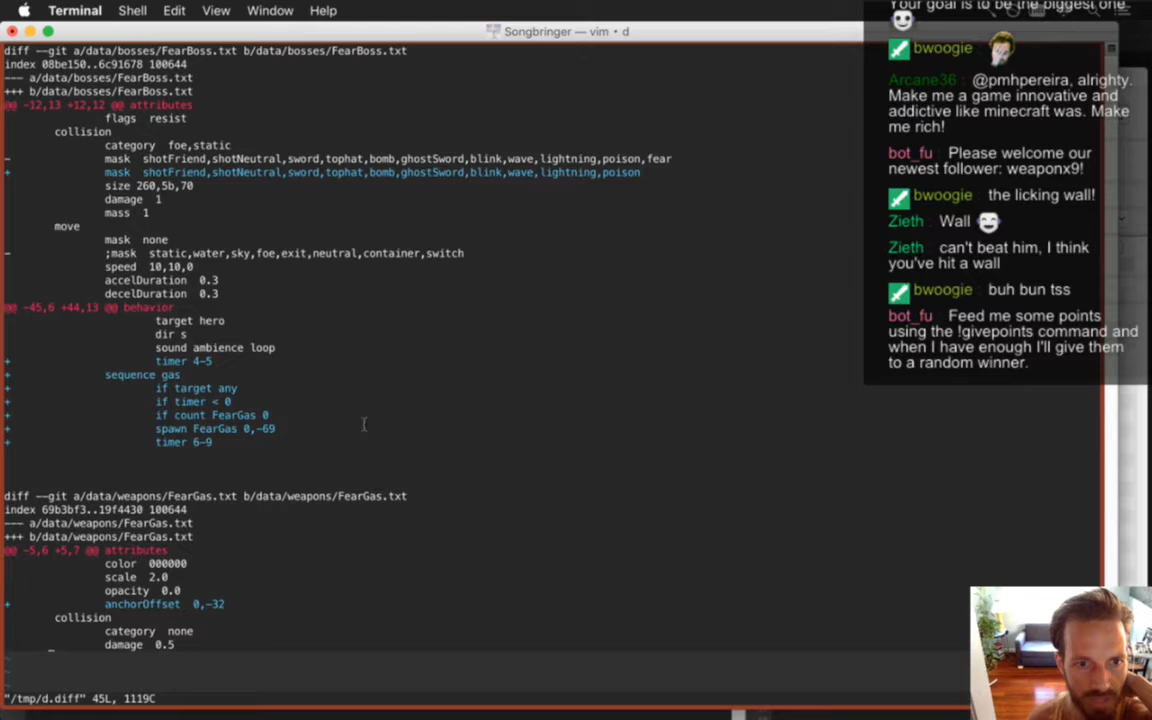 Terminal Shell Edit View Window Help
Songbringer — vim • d
diff --git a/data/bosses/FearBoss.txt b/data/bosses/FearBoss.txt
index 08be150..6c91678 100644
--- a/data/bosses/FearBoss.txt
+++ b/data/bosses/FearBoss.txt
@@ -12,13 +12,12 @@ attributes
flags resist
collision
category foe,static
- mask shotFriend,shotNeutral,sword,tophat,bomb,ghostSword,blink,wave,lightning,poison,fear
+ mask shotFriend,shotNeutral,sword,tophat,bomb,ghostSword,blink,wave,lightning,poison
size 260,5b,70
damage 1
mass 1
move
mask none
- ;mask static,water,sky,foe,exit,neutral,container,switch
speed 10,10,0
accelDuration 0.3
decelDuration 0.3
@@ -45,6 +44,13 @@ behavior
target hero
dir s
sound ambience loop
+ timer 4-5
+ sequence gas
+ if target any
+ if timer < 0
+ if count FearGas 0
+ spawn FearGas 0,-69
+ timer 6-9
diff --git a/data/weapons/FearGas.txt b/data/weapons/FearGas.txt
index 69b3bf3..19f4430 100644
--- a/data/weapons/FearGas.txt
+++ b/data/weapons/FearGas.txt
@@ -5,6 +5,7 @@ attributes
color 000000
scale 2.0
opacity 0.0
+ anchorOffset 0,-32
collision
category none
damage 0.5
~
~
"/tmp/d.diff" 45L, 1119C
Your goal is to be the biggest one
bwoogie
Arcane36 : @pmhpereira, alrighty.
Make me a game innovative and
addictive like minecraft was. Make
me rich!
bot_fu : Please welcome our
newest follower: weaponx9!
bwoogie : the licking wall!
Zieth : Wall
Zieth : can't beat him, I think
you've hit a wall
bwoogie : buh bun tss
bot_fu : Feed me some points
using the !givepoints command and
when I have enough I'll give them
to a random winner.